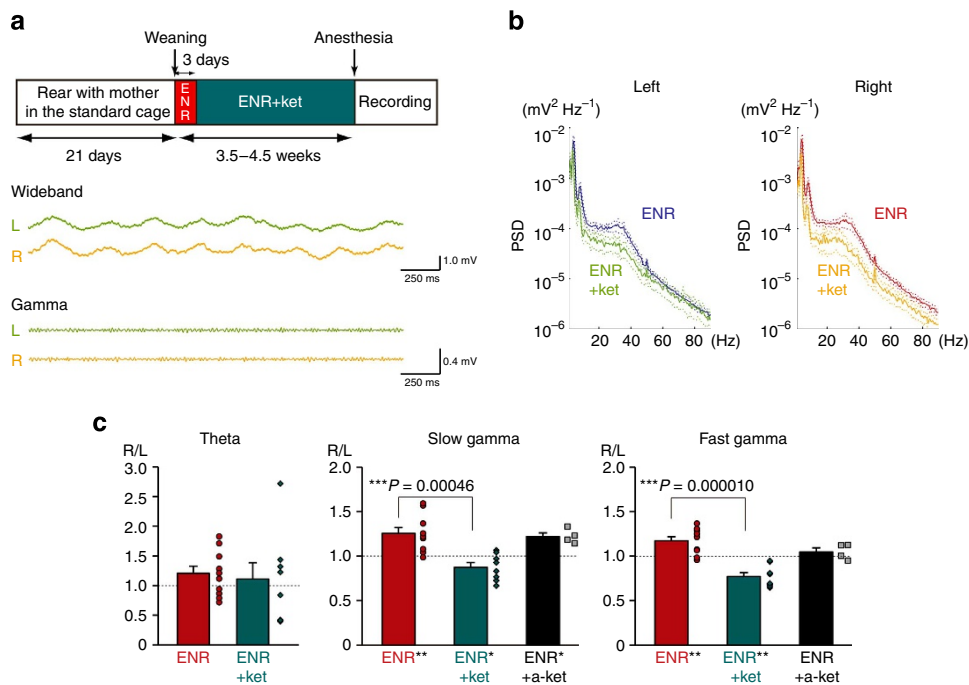 a
Weaning
Anesthesia
3 days
Rear with mother
in the standard cage
E
N
R
ENR+ket
Recording
21 days
3.5–4.5 weeks
Wideband
L
R
1.0 mV
250 ms
Gamma
L
R
0.4 mV
250 ms
b
Left
(mV² Hz⁻¹)
10⁻²
10⁻³
10⁻⁴
10⁻⁵
10⁻⁶
PSD
ENR
ENR
+ket
20 40 60 80 (Hz)
Right
(mV² Hz⁻¹)
10⁻²
10⁻³
10⁻⁴
10⁻⁵
10⁻⁶
PSD
ENR
ENR
+ket
20 40 60 80 (Hz)
c
Theta
R/L
3.0
2.5
2.0
1.5
1.0
0.5
0
ENR
ENR
+ket
Slow gamma
R/L
2.0
1.5
1.0
0.5
0
***P = 0.00046
ENR**
ENR*
+ket
ENR*
+a-ket
Fast gamma
R/L
2.0
1.5
1.0
0.5
0
***P = 0.000010
ENR**
ENR**
+ket
ENR
+a-ket